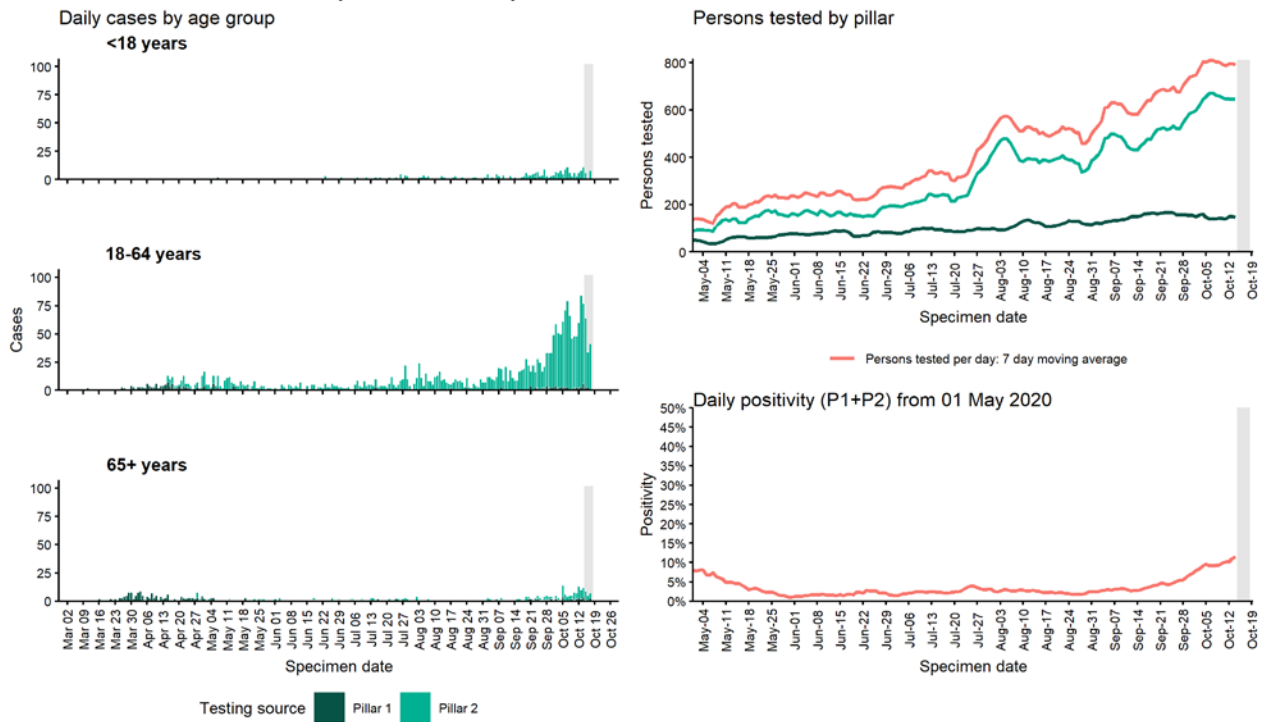 Daily cases by age group
<18 years
100
75
50
25
0
18-64 years
100
75
50
25
0
Cases
65+ years
100
75
50
25
0
Mar 02 Mar 09 Mar 16 Mar 23 Mar 30 Apr 06 Apr 13 Apr 20 Apr 27 May 04 May 11 May 18 May 25 Jun 01 Jun 08 Jun 15 Jun 22 Jun 29 Jul 06 Jul 13 Jul 20 Jul 27 Aug 03 Aug 10 Aug 17 Aug 24 Aug 31 Sep 07 Sep 14 Sep 21 Sep 28 Oct 05 Oct 12 Oct 19 Oct 26
Specimen date
Testing source Pillar 1 Pillar 2
Persons tested by pillar
800
600
400
200
0
Persons tested
May-04 May-11 May-18 May-25 Jun-01 Jun-08 Jun-15 Jun-22 Jun-29 Jul-06 Jul-13 Jul-20 Jul-27 Aug-03 Aug-10 Aug-17 Aug-24 Aug-31 Sep-07 Sep-14 Sep-21 Sep-28 Oct-05 Oct-12 Oct-19
Specimen date
Persons tested per day: 7 day moving average
Daily positivity (P1+P2) from 01 May 2020
50%
45%
40%
35%
30%
25%
20%
15%
10%
5%
0%
Positivity
May-04 May-11 May-18 May-25 Jun-01 Jun-08 Jun-15 Jun-22 Jun-29 Jul-06 Jul-13 Jul-20 Jul-27 Aug-03 Aug-10 Aug-17 Aug-24 Aug-31 Sep-07 Sep-14 Sep-21 Sep-28 Oct-05 Oct-12 Oct-19
Specimen date